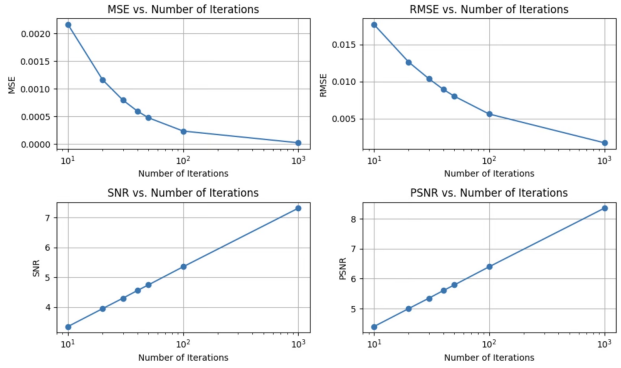 MSE vs. Number of Iterations
0.0020
0.0015
0.0010
0.0005
0.0000
MSE
10^1
10^2
10^3
Number of Iterations
RMSE vs. Number of Iterations
0.015
0.010
0.005
RMSE
10^1
10^2
10^3
Number of Iterations
SNR vs. Number of Iterations
7
6
5
4
SNR
10^1
10^2
10^3
Number of Iterations
PSNR vs. Number of Iterations
8
7
6
5
PSNR
10^1
10^2
10^3
Number of Iterations